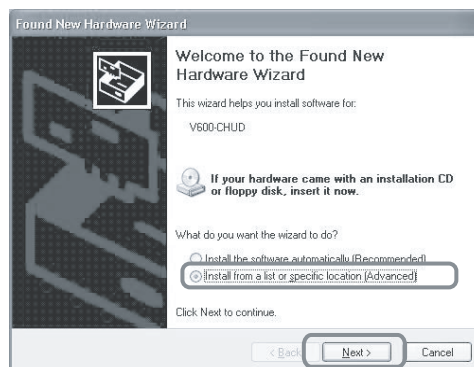 Found New Hardware Wizard
Welcome to the Found New
Hardware Wizard
This wizard helps you install software for:
V600-CHUD
If your hardware came with an installation CD
or floppy disk, insert it now.
What do you want the wizard to do?
Install the software automatically (Recommended)
Install from a list or specific location (Advanced)
Click Next to continue.
< Back
Next >
Cancel